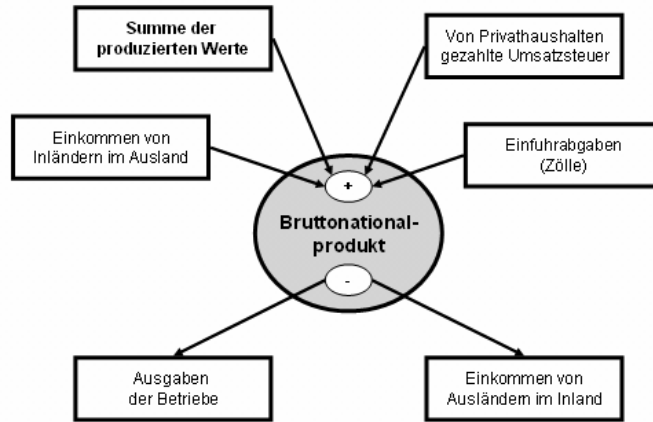 Summe der
produzierten Werte
Von Privathaushalten
gezahlte Umsatzsteuer
Einkommen von
Inländern im Ausland
Einfuhrabgaben
(Zölle)
+
Bruttonational-
produkt
-
Ausgaben
der Betriebe
Einkommen von
Ausländern im Inland